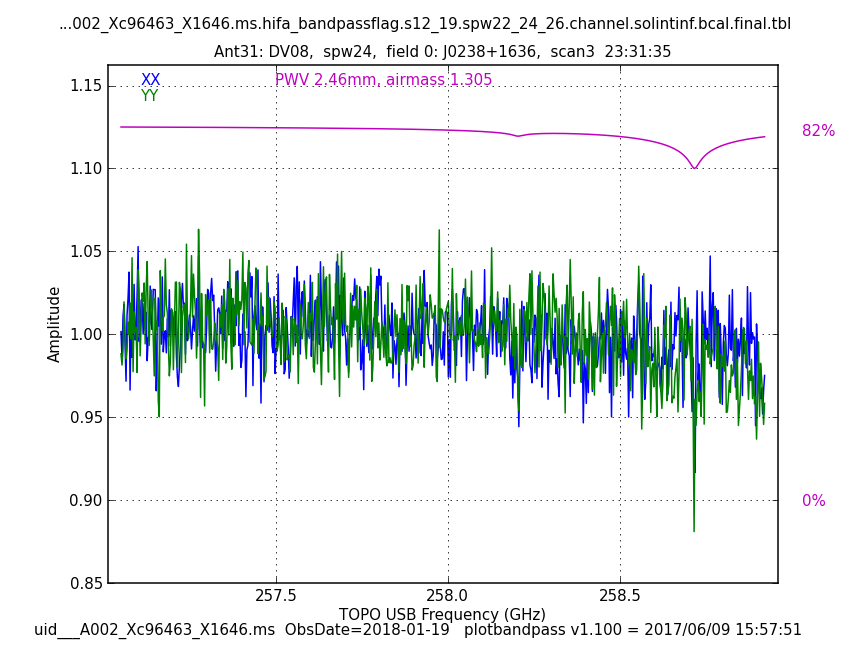 ...002_Xc96463_X1646.ms.hifa_bandpassflag.s12_19.spw22_24_26.channel.solintinf.bcal.final.tbl
Ant31: DV08,  spw24,  field 0: J0238+1636,  scan3  23:31:35
XX
PWV 2.46mm, airmass 1.305
YY
1.15
1.10
1.05
1.00
0.95
0.90
0.85
82%
0%
Amplitude
257.5
258.0
258.5
TOPO USB Frequency (GHz)
uid___A002_Xc96463_X1646.ms  ObsDate=2018-01-19   plotbandpass v1.100 = 2017/06/09 15:57:51